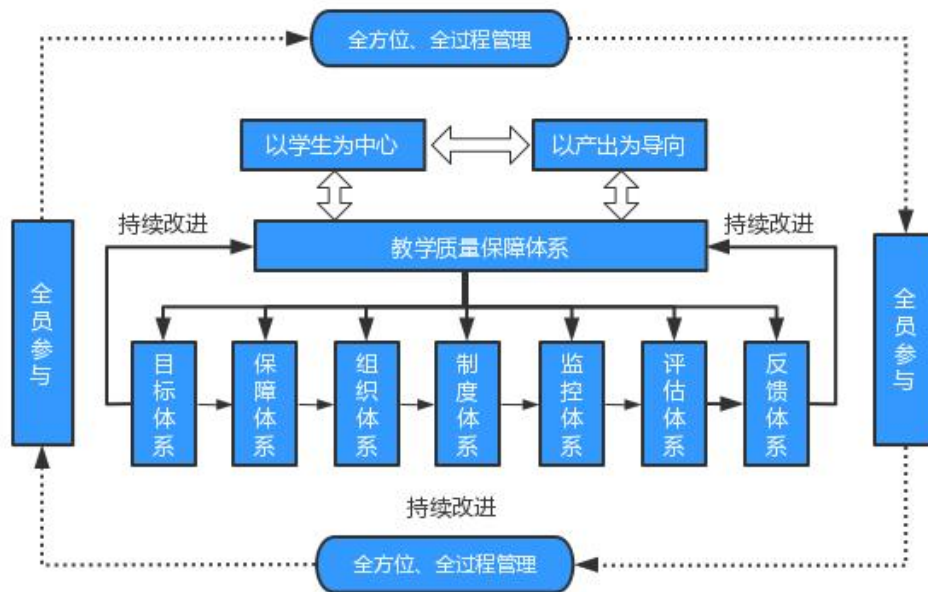 全方位、全过程管理
以学生为中心
以产出为导向
持续改进
持续改进
教学质量保障体系
全员参与
全员参与
目标体系
保障体系
组织体系
制度体系
监控体系
评估体系
反馈体系
持续改进
全方位、全过程管理